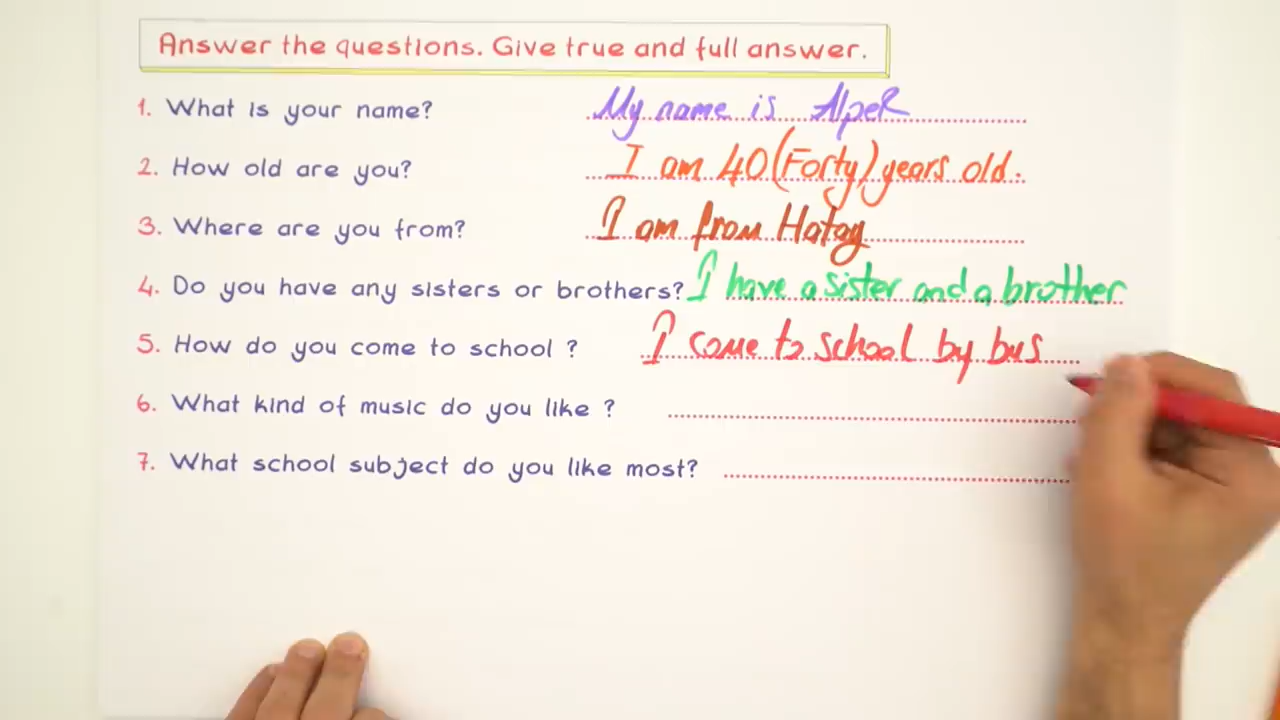 Answer the questions. Give true and full answer.
1. What is your name? My name is Alper
2. How old are you? I am 40 (Forty) years old.
3. Where are you from? I am from Hatay
4. Do you have any sisters or brothers? I have a sister and a brother
5. How do you come to school ? I come to school by bus
6. What kind of music do you like ?
7. What school subject do you like most?